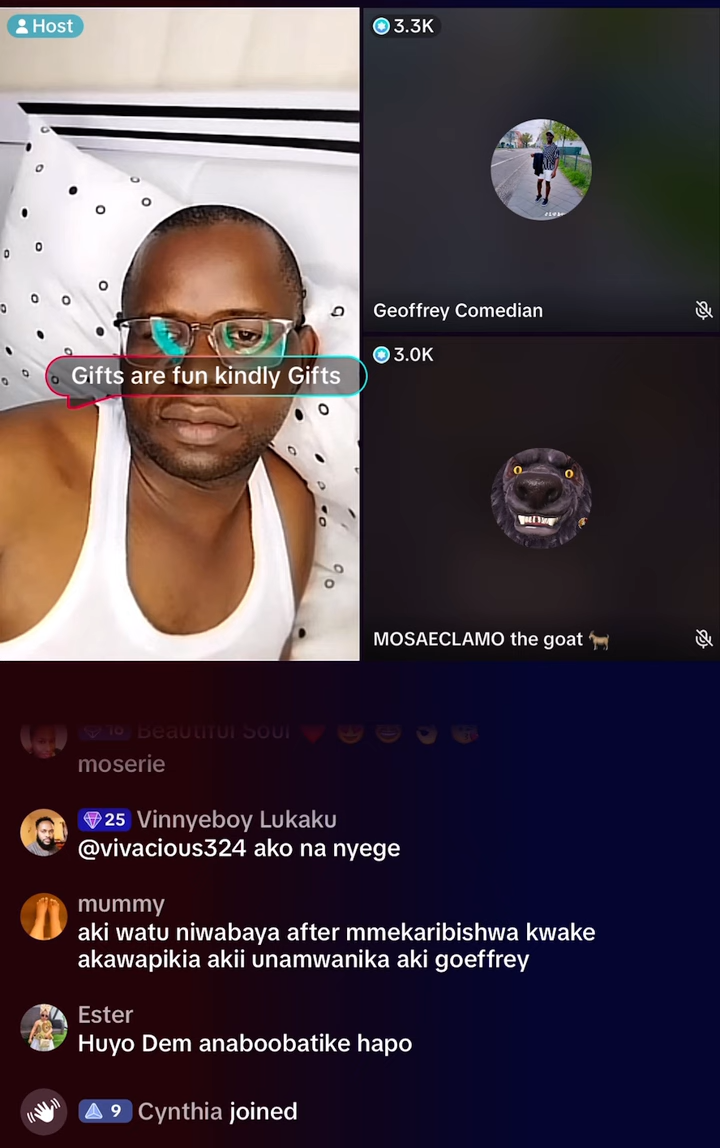 Host
3.3K
Gifts are fun kindly Gifts
Geoffrey Comedian
3.0K
MOSAECLAMO the goat 🐐
Beautiful Soul ❤️
moserie
25 Vinnyeboy Lukaku
@vivacious324 ako na nyege
mummy
aki watu niwabaya after mmekaribishwa kwake
akawapikia akii unamwanika aki goeffrey
Ester
Huyo Dem anaboobatike hapo
9 Cynthia joined